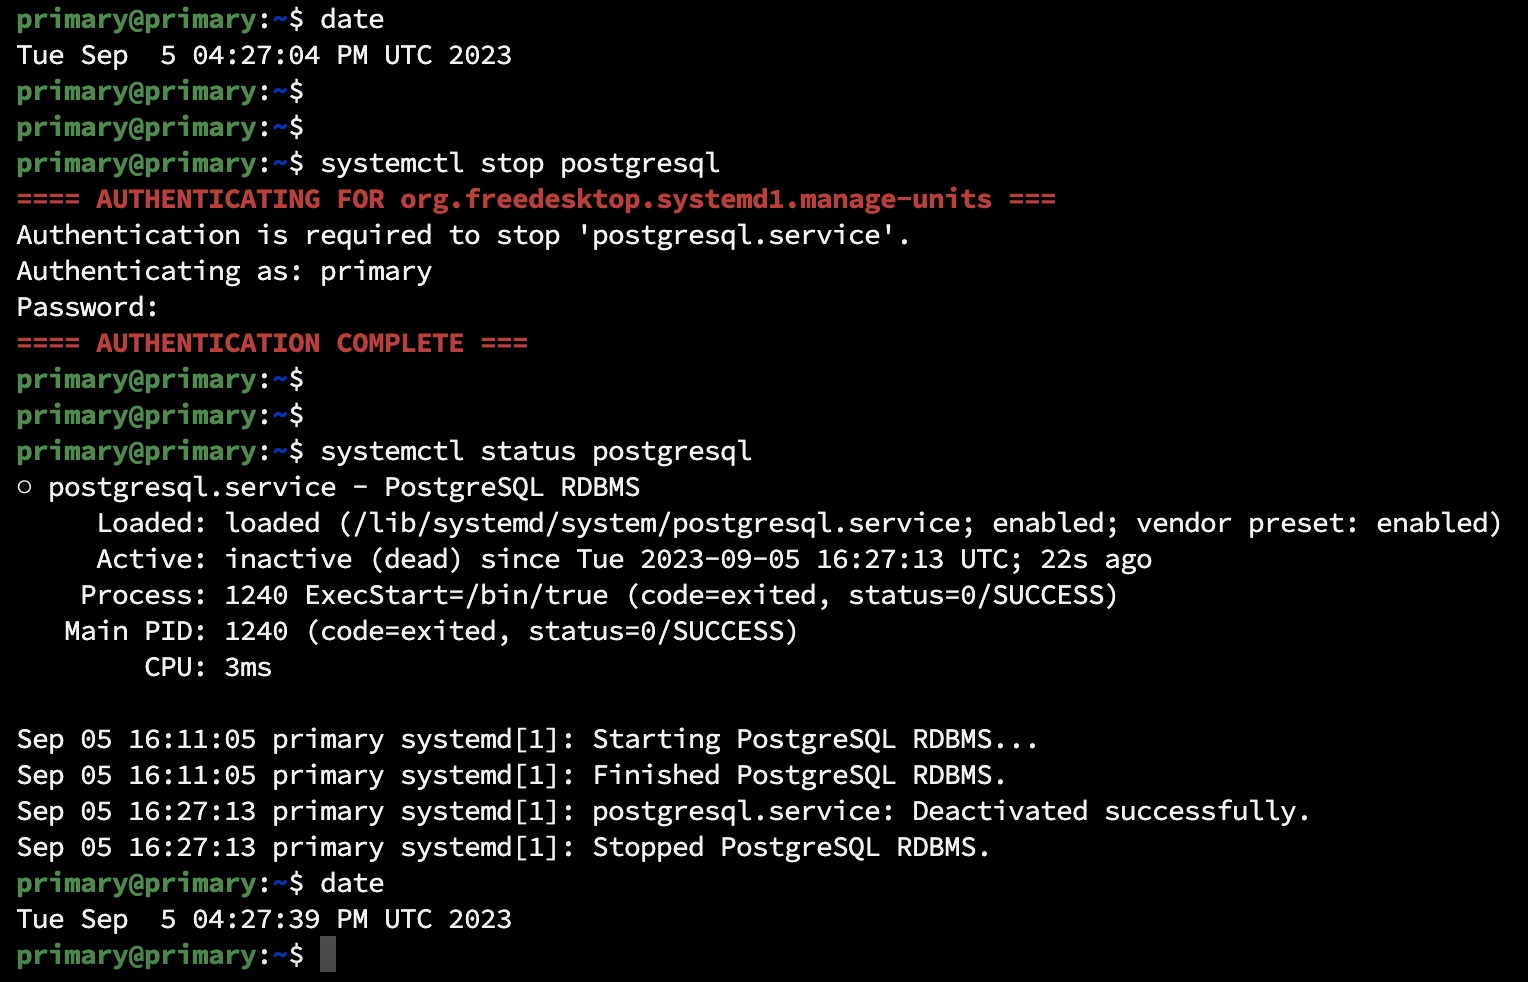 primary@primary:~$ date
Tue Sep  5 04:27:04 PM UTC 2023
primary@primary:~$
primary@primary:~$
primary@primary:~$ systemctl stop postgresql
==== AUTHENTICATING FOR org.freedesktop.systemd1.manage-units ===
Authentication is required to stop 'postgresql.service'.
Authenticating as: primary
Password:
==== AUTHENTICATION COMPLETE ===
primary@primary:~$
primary@primary:~$
primary@primary:~$ systemctl status postgresql
○ postgresql.service - PostgreSQL RDBMS
     Loaded: loaded (/lib/systemd/system/postgresql.service; enabled; vendor preset: enabled)
     Active: inactive (dead) since Tue 2023-09-05 16:27:13 UTC; 22s ago
    Process: 1240 ExecStart=/bin/true (code=exited, status=0/SUCCESS)
   Main PID: 1240 (code=exited, status=0/SUCCESS)
        CPU: 3ms

Sep 05 16:11:05 primary systemd[1]: Starting PostgreSQL RDBMS...
Sep 05 16:11:05 primary systemd[1]: Finished PostgreSQL RDBMS.
Sep 05 16:27:13 primary systemd[1]: postgresql.service: Deactivated successfully.
Sep 05 16:27:13 primary systemd[1]: Stopped PostgreSQL RDBMS.
primary@primary:~$ date
Tue Sep  5 04:27:39 PM UTC 2023
primary@primary:~$